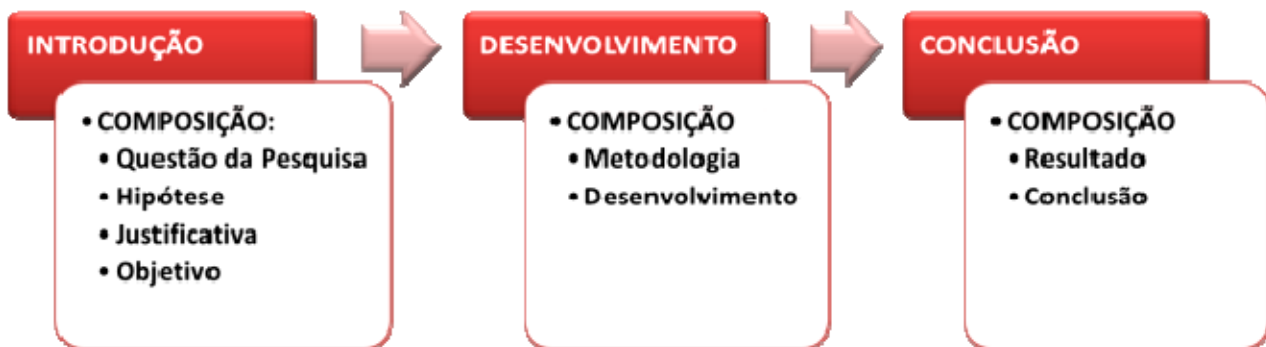 INTRODUÇÃO
• COMPOSIÇÃO:
• Questão da Pesquisa
• Hipótese
• Justificativa
• Objetivo
DESENVOLVIMENTO
• COMPOSIÇÃO
• Metodologia
• Desenvolvimento
CONCLUSÃO
• COMPOSIÇÃO
• Resultado
• Conclusão